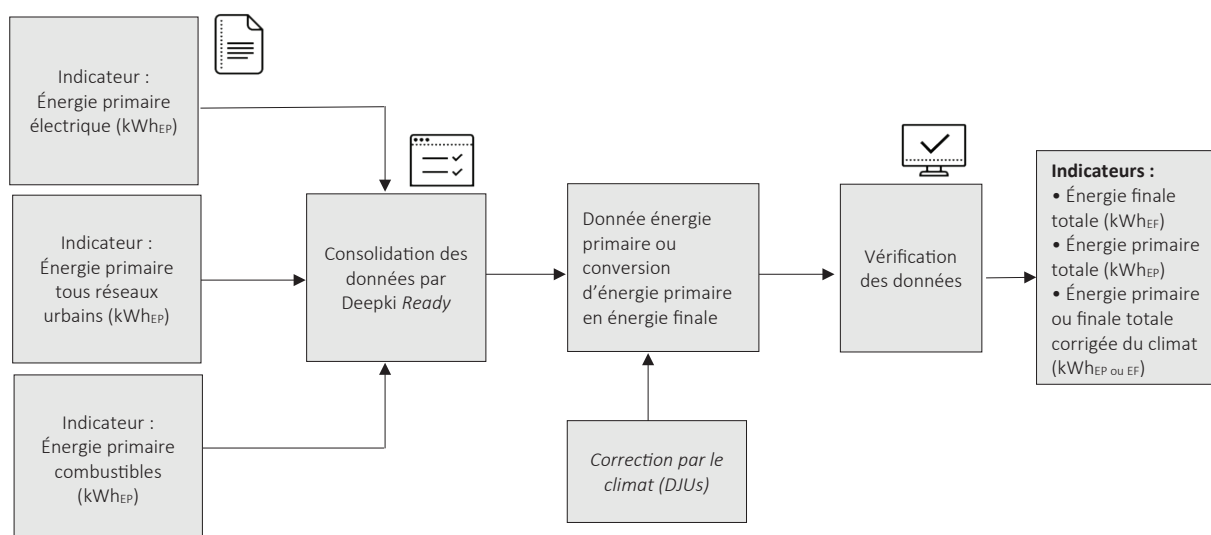 Indicateur :
Énergie primaire
électrique (kWhEP)
Indicateur :
Énergie primaire
tous réseaux
urbains (kWhEP)
Indicateur :
Énergie primaire
combustibles
(kWhEP)
Consolidation des
données par
Deepki Ready
Donnée énergie
primaire ou
conversion
d’énergie primaire
en énergie finale
Correction par le
climat (DJUs)
Vérification
des données
Indicateurs :
• Énergie finale
totale (kWhEF)
• Énergie primaire
totale (kWhEP)
• Énergie primaire
ou finale totale
corrigée du climat
(kWhEP ou EF)